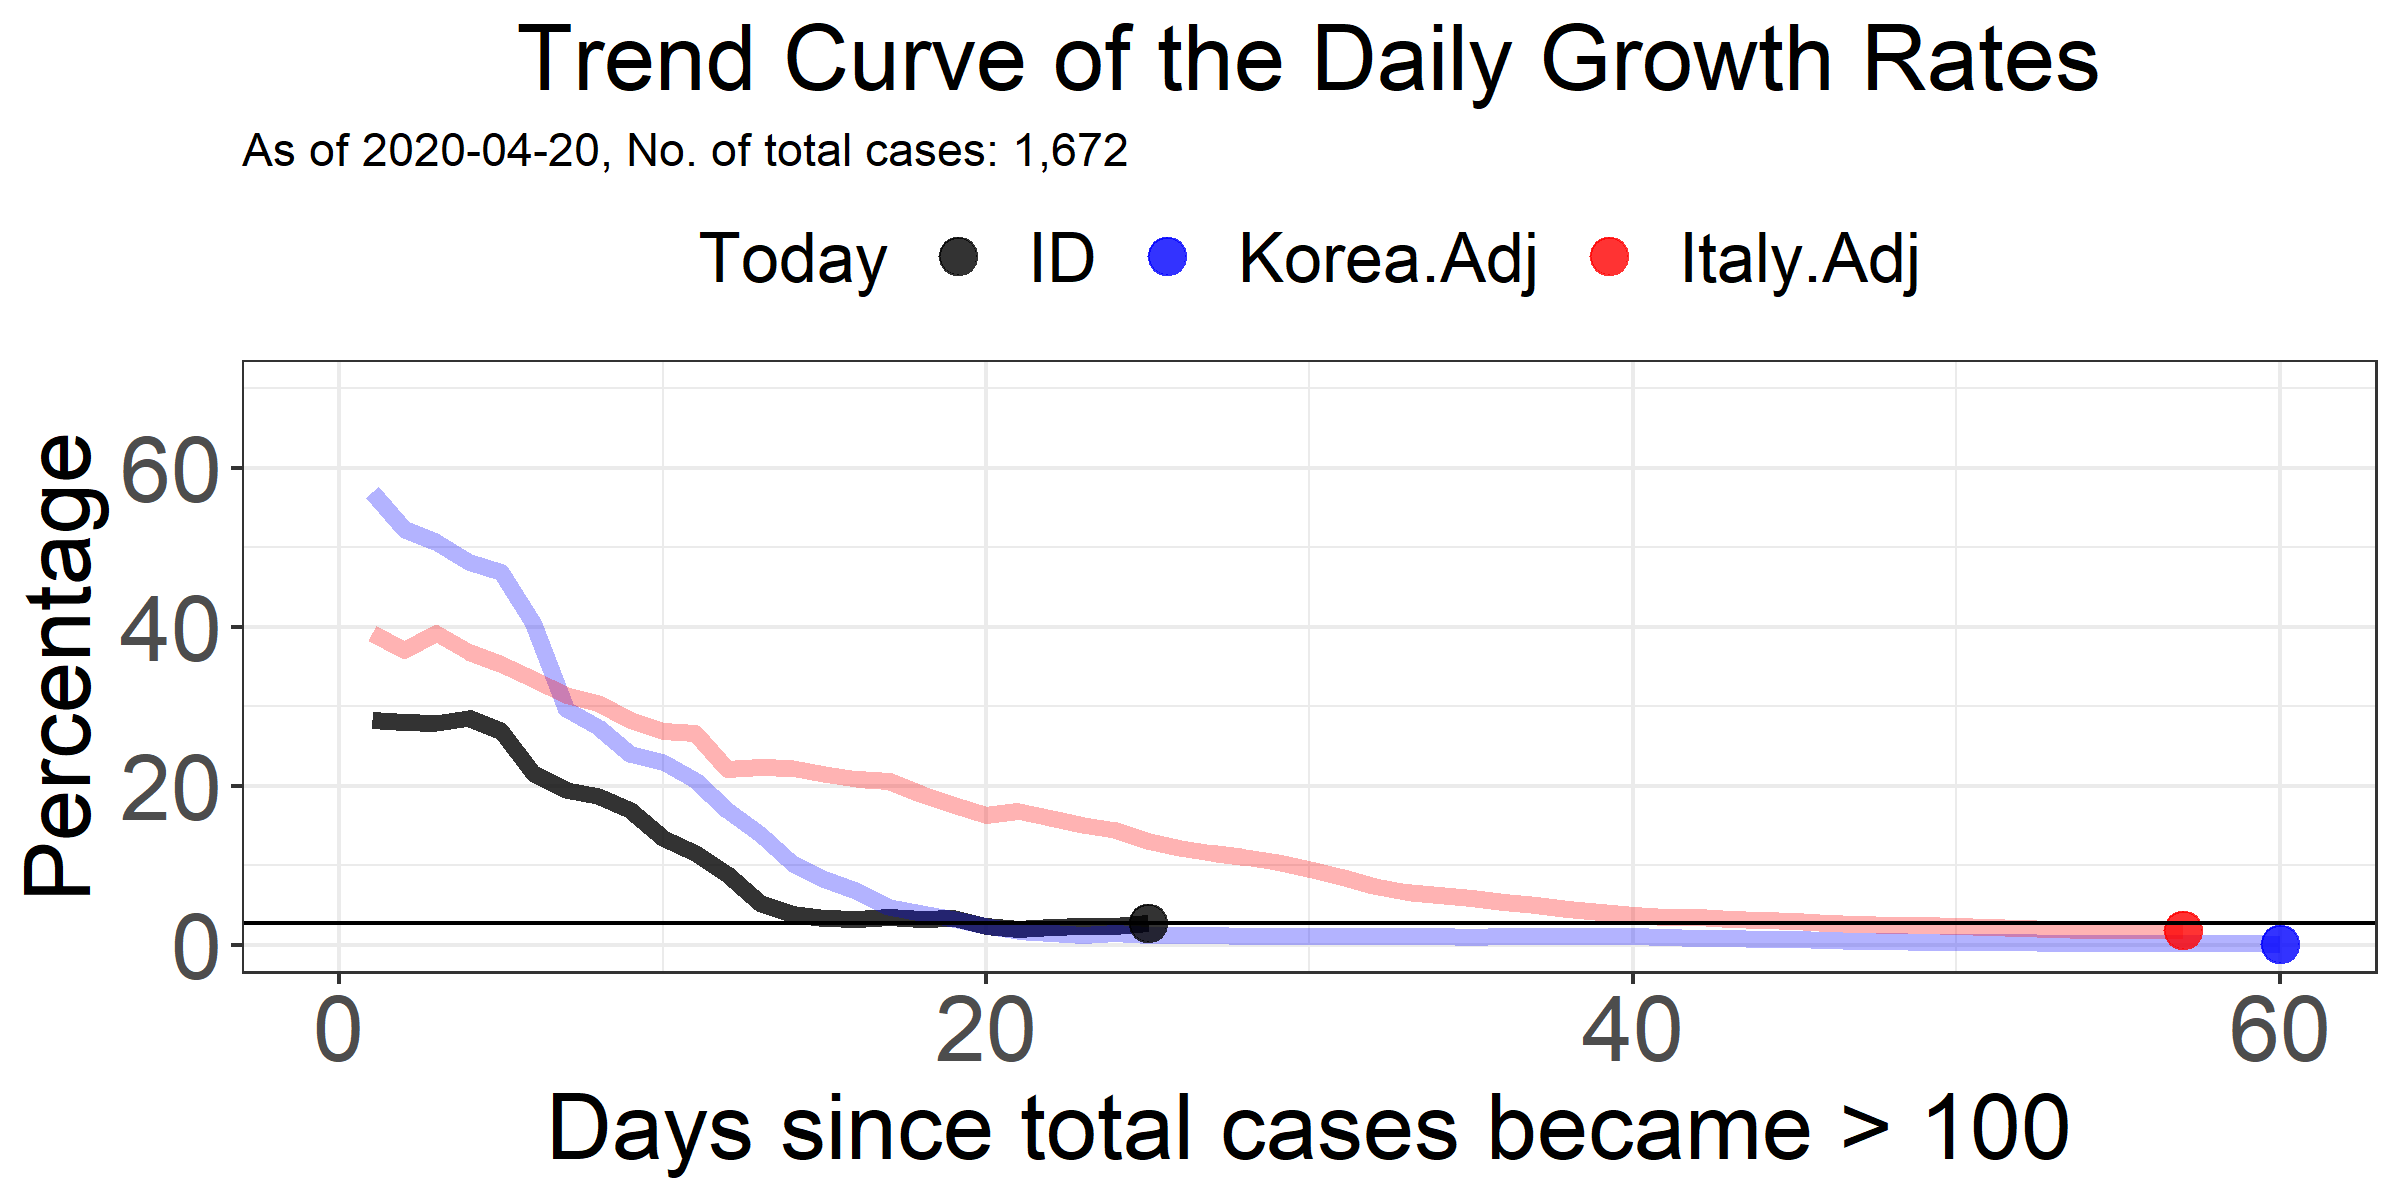 Trend Curve of the Daily Growth Rates
As of 2020-04-20, No. of total cases: 1,672
Today ID Korea.Adj Italy.Adj
Percentage
60
40
20
0
0 20 40 60
Days since total cases became > 100